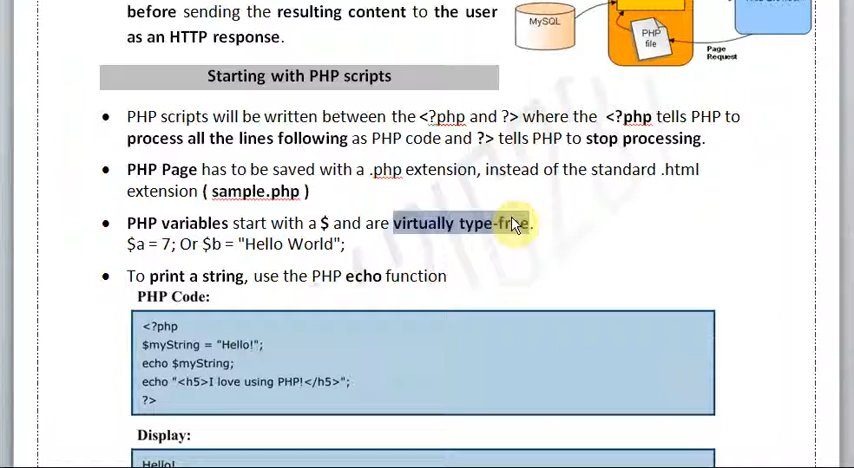 before sending the resulting content to the user
as an HTTP response.
MySQL
PHP
file
Page
Request
Starting with PHP scripts
• PHP scripts will be written between the <?php and ?> where the <?php tells PHP to
process all the lines following as PHP code and ?> tells PHP to stop processing.
• PHP Page has to be saved with a .php extension, instead of the standard .html
extension ( sample.php )
• PHP variables start with a $ and are virtually type-free.
$a = 7; Or $b = "Hello World";
• To print a string, use the PHP echo function
PHP Code:
<?php
$myString = "Hello!";
echo $myString;
echo "<h5>I love using PHP!</h5>";
?>
Display:
Hello!